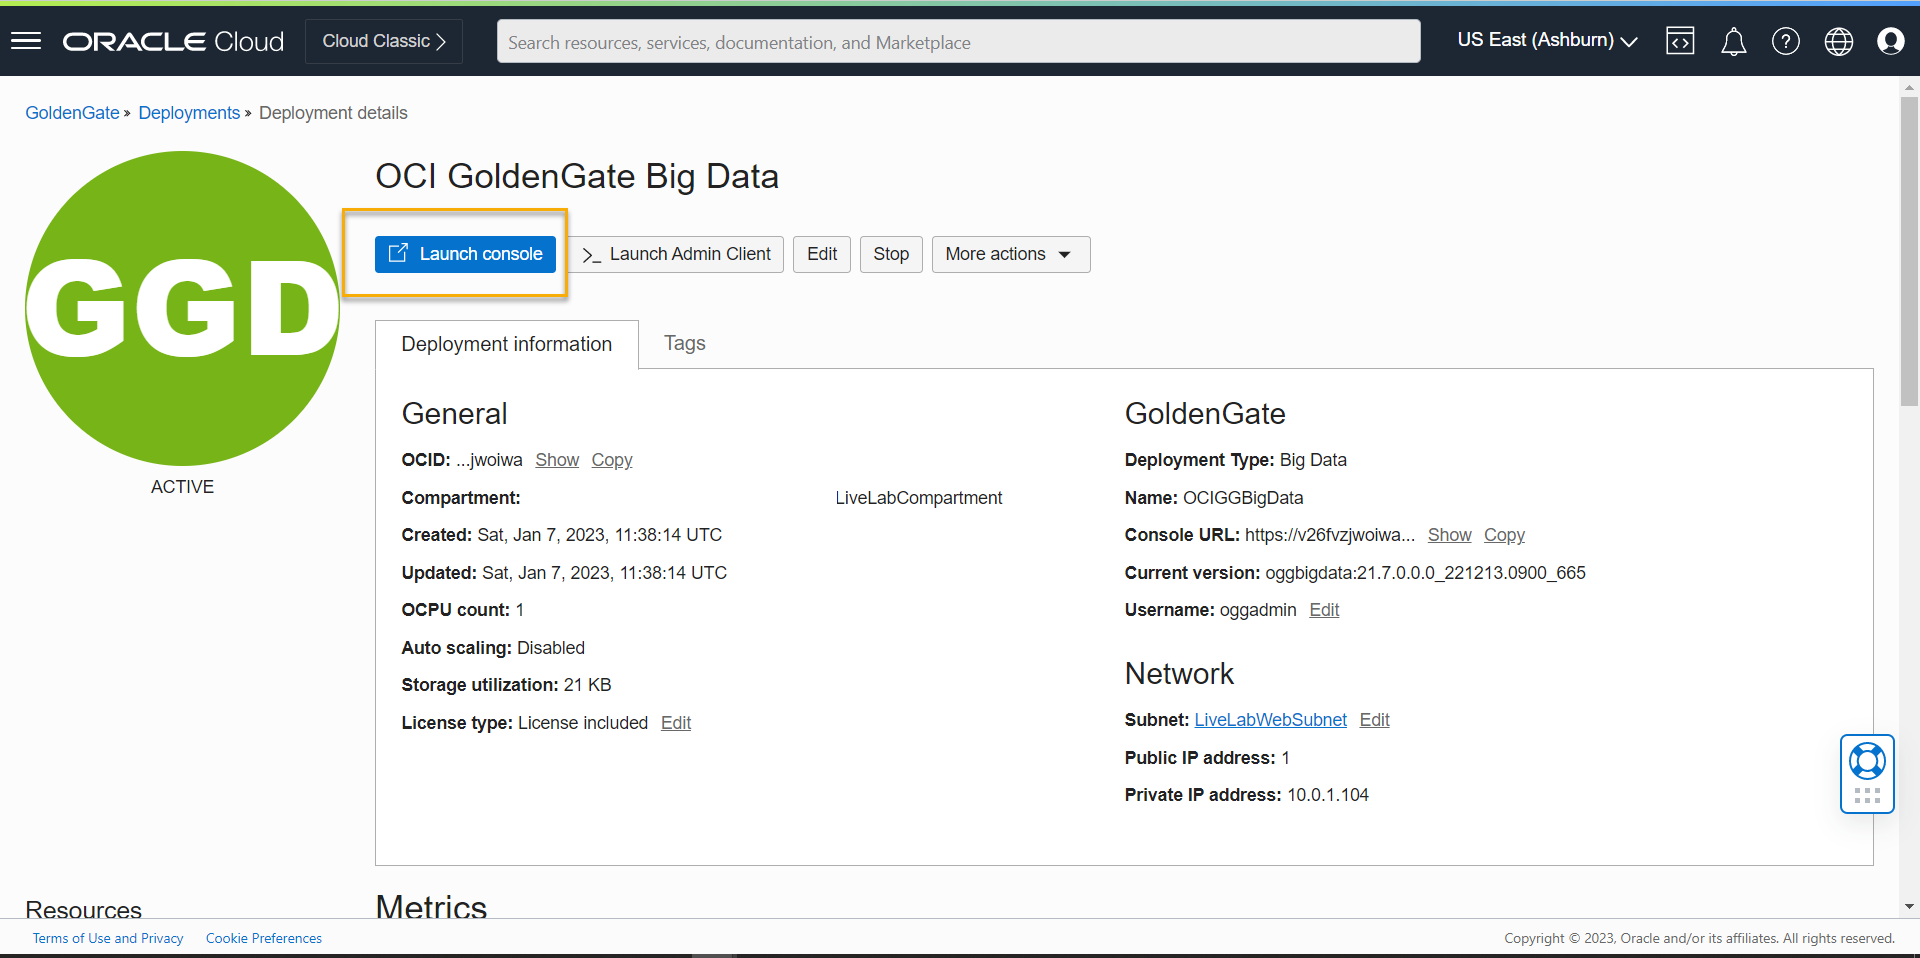 ORACLE Cloud
Cloud Classic
Search resources, services, documentation, and Marketplace
US East (Ashburn)
GoldenGate » Deployments » Deployment details
GGD
ACTIVE
OCI GoldenGate Big Data
Launch console
Launch Admin Client
Edit
Stop
More actions
Deployment information
Tags
General
OCID: ...jwoiwa Show Copy
Compartment: LiveLabCompartment
Created: Sat, Jan 7, 2023, 11:38:14 UTC
Updated: Sat, Jan 7, 2023, 11:38:14 UTC
OCPU count: 1
Auto scaling: Disabled
Storage utilization: 21 KB
License type: License included Edit
GoldenGate
Deployment Type: Big Data
Name: OCIGGBigData
Console URL: https://v26fvzjwoiwa... Show Copy
Current version: oggbigdata:21.7.0.0.0_221213.0900_665
Username: oggadmin Edit
Network
Subnet: LiveLabWebSubnet Edit
Public IP address: 1
Private IP address: 10.0.1.104
Resources
Metrics
Terms of Use and Privacy
Cookie Preferences
Copyright © 2023, Oracle and/or its affiliates. All rights reserved.